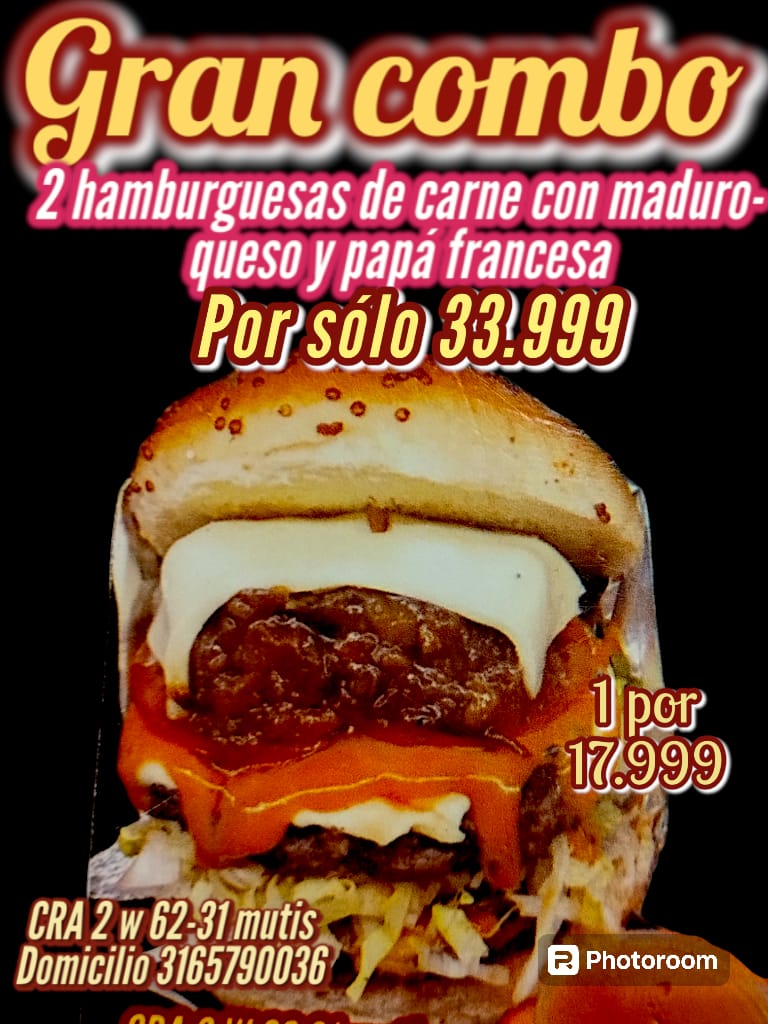 Gran combo
2 hamburguesas de carne con maduro-
queso y papá francesa
Por sólo 33.999
1 por
17.999
CRA 2 w 62-31 mutis
Domicilio 3165790036
Photoroom